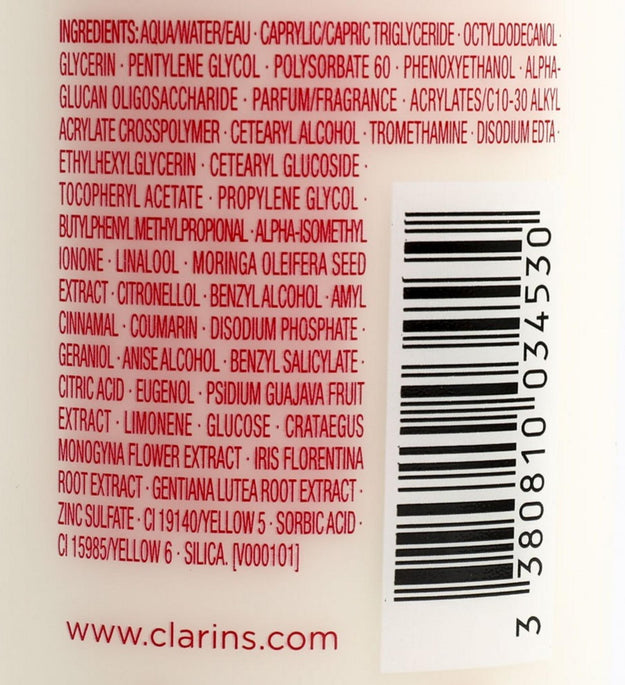 INGREDIENTS: AQUA/WATER/EAU · CAPRYLIC/CAPRIC TRIGLYCERIDE · OCTYLDODECANOL ·
GLYCERIN · PENTYLENE GLYCOL · POLYSORBATE 60 · PHENOXYETHANOL · ALPHA-
GLUCAN OLIGOSACCHARIDE · PARFUM/FRAGRANCE · ACRYLATES/C10-30 ALKYL
ACRYLATE CROSSPOLYMER · CETEARYL ALCOHOL · TROMETHAMINE · DISODIUM EDTA ·
ETHYLHEXYLGLYCERIN · CETEARYL GLUCOSIDE ·
TOCOPHERYL ACETATE · PROPYLENE GLYCOL ·
BUTYLPHENYL METHYLPROPIONAL · ALPHA-ISOMETHYL
IONONE · LINALOOL · MORINGA OLEIFERA SEED
EXTRACT · CITRONELLOL · BENZYL ALCOHOL · AMYL
CINNAMAL · COUMARIN · DISODIUM PHOSPHATE ·
GERANIOL · ANISE ALCOHOL · BENZYL SALICYLATE ·
CITRIC ACID · EUGENOL · PSIDIUM GUAJAVA FRUIT
EXTRACT · LIMONENE · GLUCOSE · CRATAEGUS
MONOGYNA FLOWER EXTRACT · IRIS FLORENTINA
ROOT EXTRACT · GENTIANA LUTEA ROOT EXTRACT ·
ZINC SULFATE · CI 19140/YELLOW 5 · SORBIC ACID ·
CI 15985/YELLOW 6 · SILICA. [V000101]
www.clarins.com
3 380810 034530